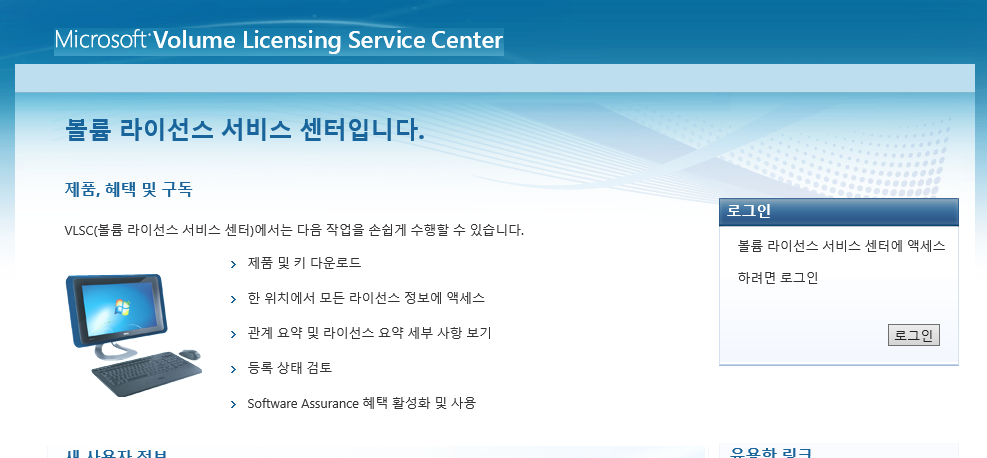 Microsoft Volume Licensing Service Center
볼륨 라이선스 서비스 센터입니다.
제품, 혜택 및 구독
VLSC(볼륨 라이선스 서비스 센터)에서는 다음 작업을 손쉽게 수행할 수 있습니다.
제품 및 키 다운로드
한 위치에서 모든 라이선스 정보에 액세스
관계 요약 및 라이선스 요약 세부 사항 보기
등록 상태 검토
Software Assurance 혜택 활성화 및 사용
로그인
볼륨 라이선스 서비스 센터에 액세스
하려면 로그인
로그인
새 사용자 정보
유용한 링크